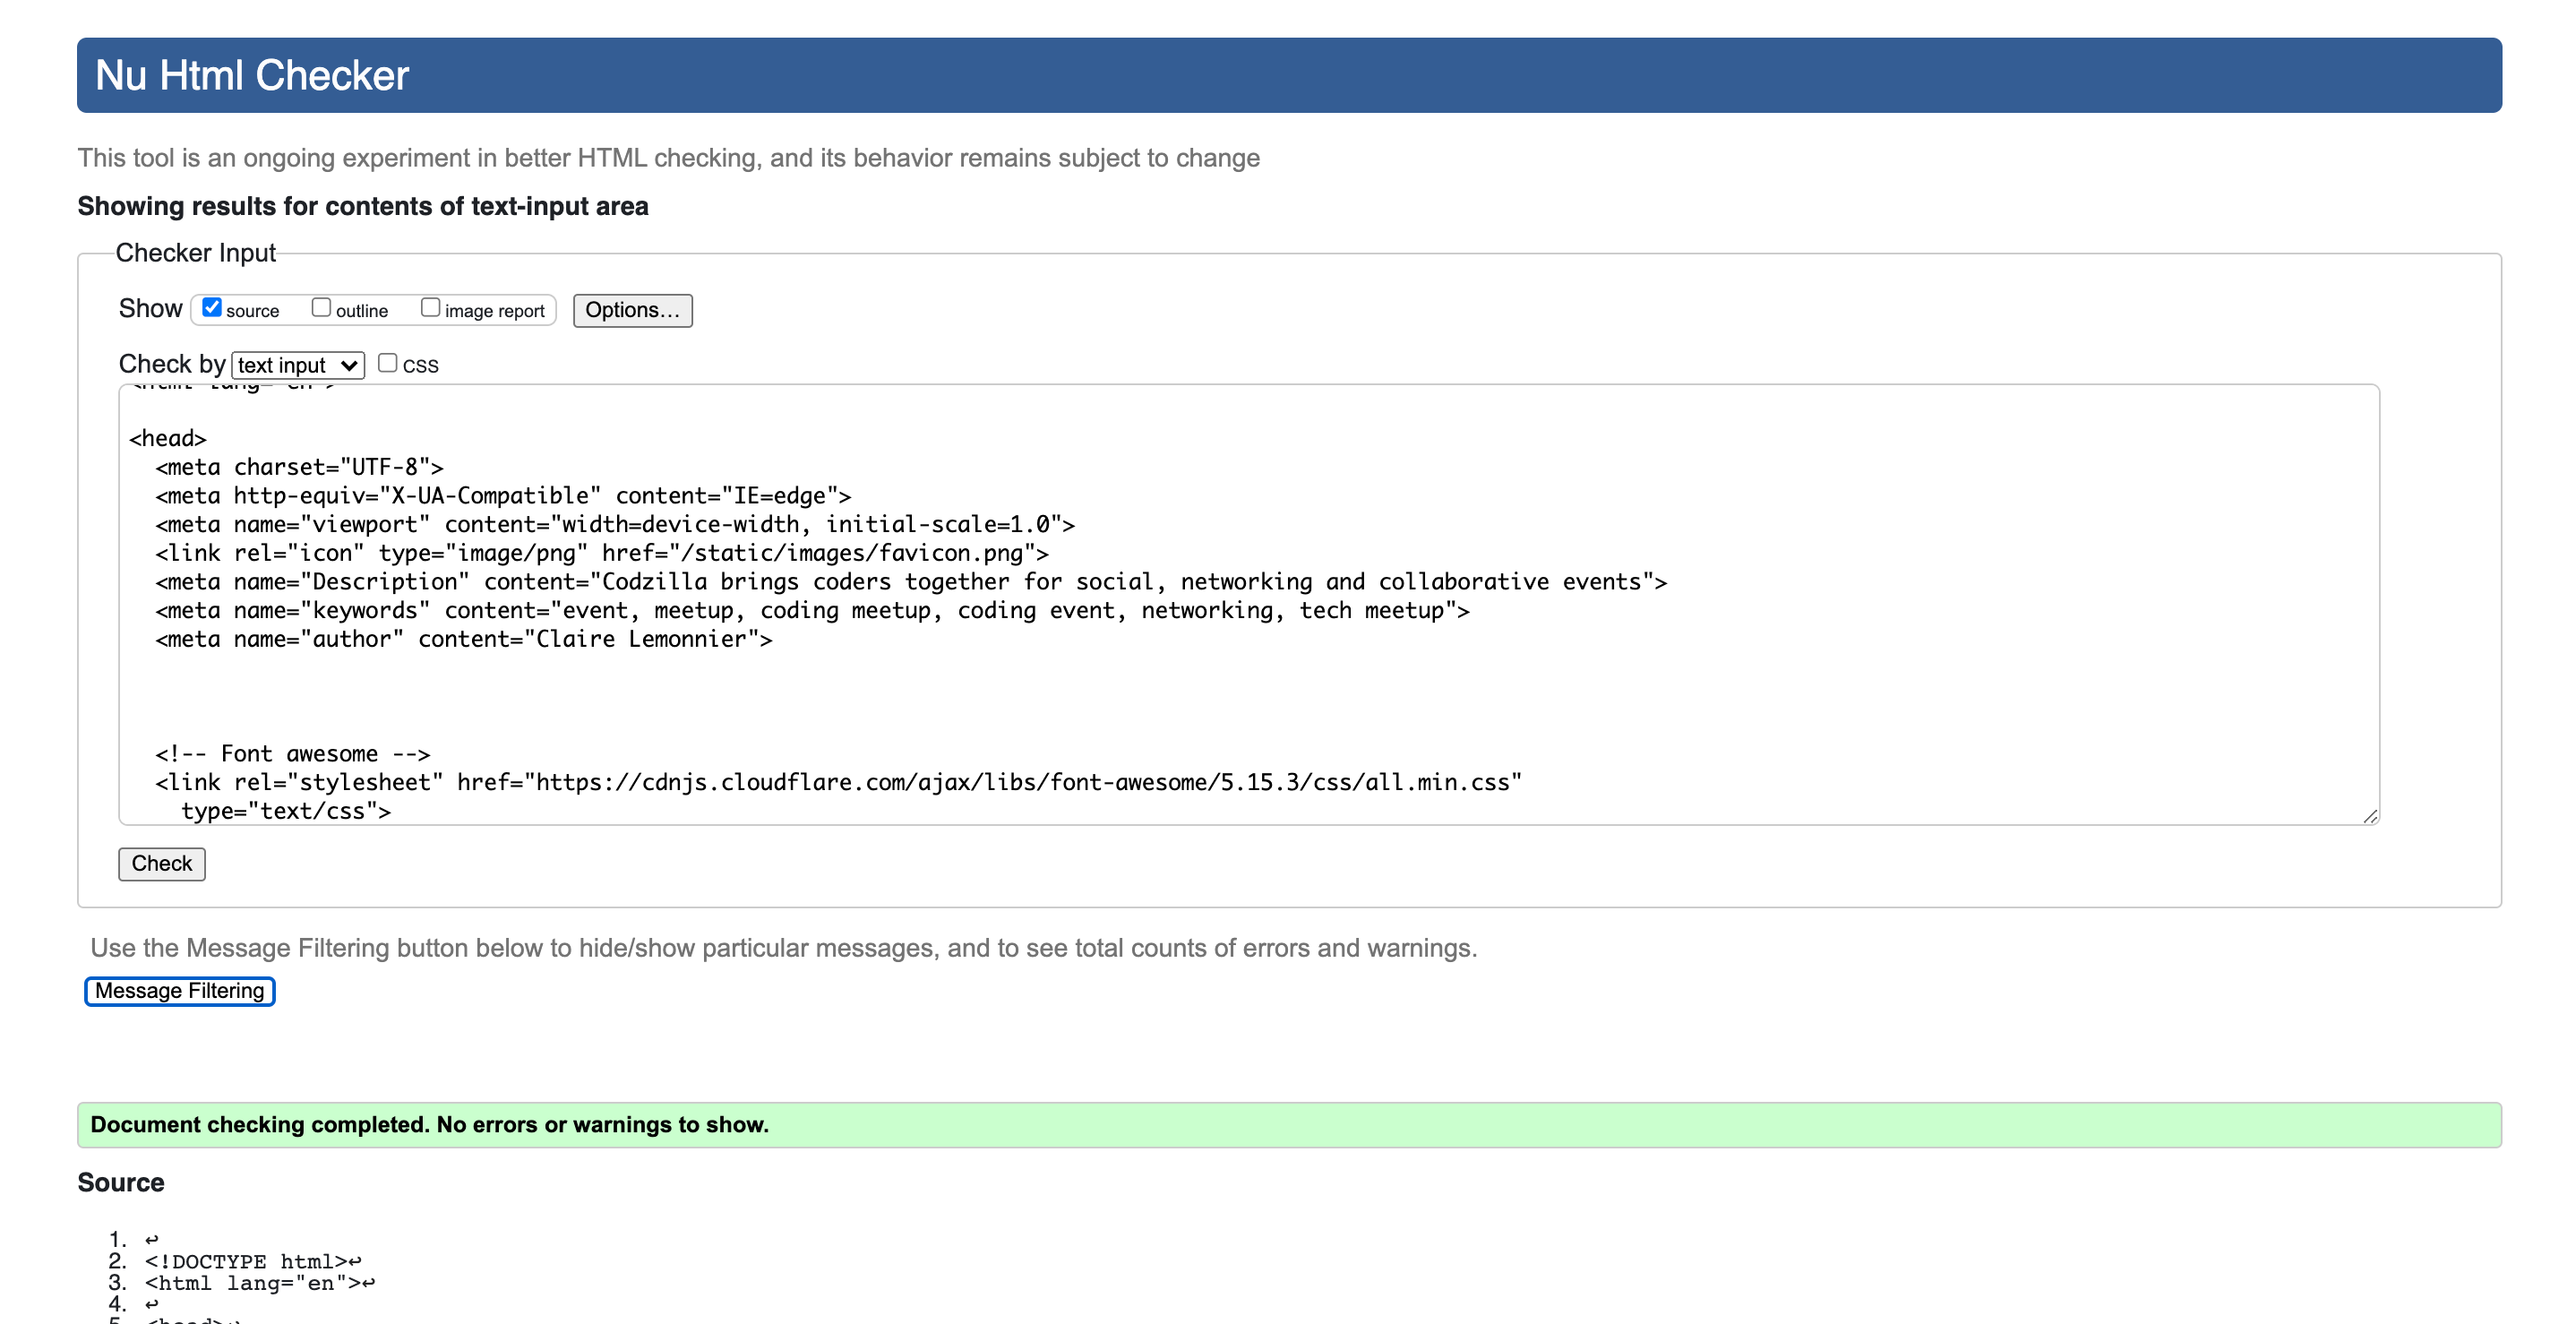 Nu Html Checker
This tool is an ongoing experiment in better HTML checking, and its behavior remains subject to change
Showing results for contents of text-input area
Checker Input
Show source outline image report Options...
Check by text input CSS
<html lang="en">
<head>
<meta charset="UTF-8">
<meta http-equiv="X-UA-Compatible" content="IE=edge">
<meta name="viewport" content="width=device-width, initial-scale=1.0">
<link rel="icon" type="image/png" href="/static/images/favicon.png">
<meta name="Description" content="Codzilla brings coders together for social, networking and collaborative events">
<meta name="keywords" content="event, meetup, coding meetup, coding event, networking, tech meetup">
<meta name="author" content="Claire Lemonnier">
<!-- Font awesome -->
<link rel="stylesheet" href="https://cdnjs.cloudflare.com/ajax/libs/font-awesome/5.15.3/css/all.min.css"
type="text/css">
Check
Use the Message Filtering button below to hide/show particular messages, and to see total counts of errors and warnings.
Message Filtering
Document checking completed. No errors or warnings to show.
Source
1. ↩
2. <!DOCTYPE html>↩
3. <html lang="en">↩
4. ↩
5. <head>↩